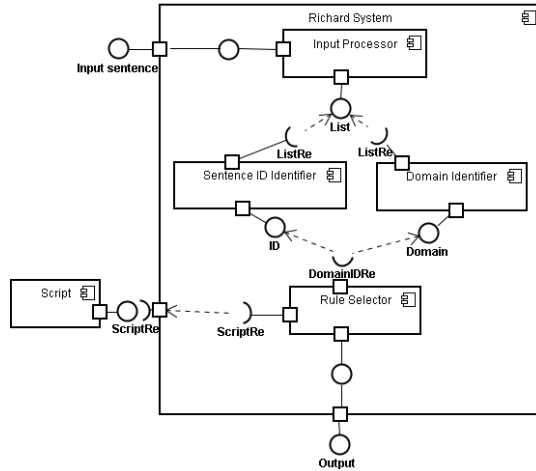 Richard System
Input Processor
Input sentence
List
ListRe
ListRe
Sentence ID Identifier
Domain Identifier
ID
Domain
DomainIDRe
Script
Rule Selector
ScriptRe
ScriptRe
Output